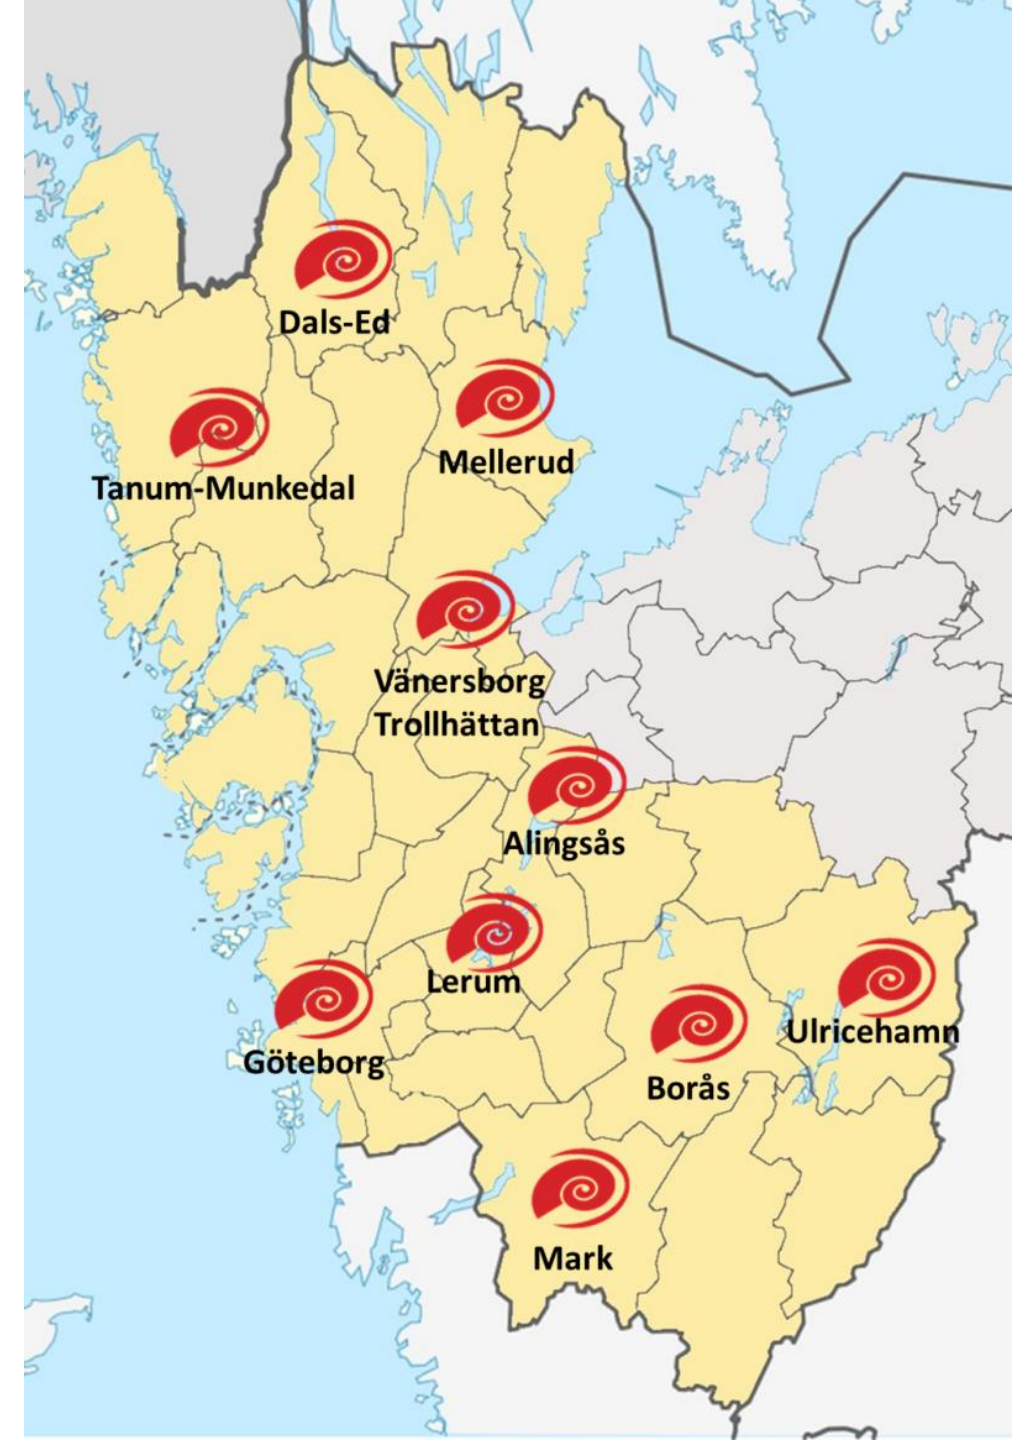 Dals-Ed
Mellerud
Tanum-Munkedal
Vänersborg
Trollhättan
Alingsås
Lerum
Ulricehamn
Göteborg
Borås
Mark